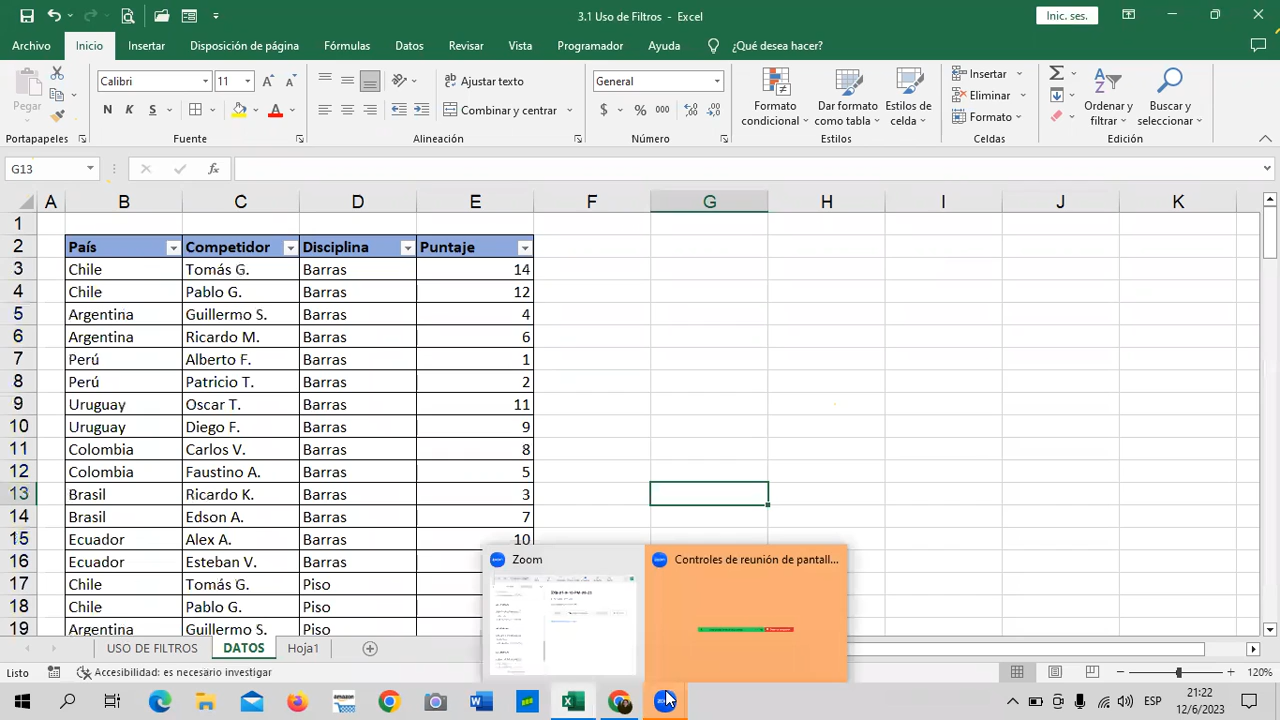 3.1 Uso de Filtros - Excel
Inic. ses.
Archivo Inicio Insertar Disposición de página Fórmulas Datos Revisar Vista Programador Ayuda ¿Qué desea hacer?
Pegar
Calibri 11
N K S
Ajustar texto
Combinar y centrar
General
$ % 000
Formato condicional
Dar formato como tabla
Estilos de celda
Insertar
Eliminar
Formato
Ordenar y filtrar
Buscar y seleccionar
Portapapeles Fuente Alineación Número Estilos Celdas Edición
G13 fx
A B C D E F G H I J K
1
2 País Competidor Disciplina Puntaje
3 Chile Tomás G. Barras 14
4 Chile Pablo G. Barras 12
5 Argentina Guillermo S. Barras 4
6 Argentina Ricardo M. Barras 6
7 Perú Alberto F. Barras 1
8 Perú Patricio T. Barras 2
9 Uruguay Oscar T. Barras 11
10 Uruguay Diego F. Barras 9
11 Colombia Carlos V. Barras 8
12 Colombia Faustino A. Barras 5
13 Brasil Ricardo K. Barras 3
14 Brasil Edson A. Barras 7
15 Ecuador Alex A. Barras 10
16 Ecuador Esteban V. Barras
17 Chile Tomás G. Piso
18 Chile Pablo G. Piso
19 Argentina Guillermo S. Piso
Zoom
Controles de reunión de pantall...
USO DE FILTROS DATOS Hoja1
Listo Accesibilidad: es necesario investigar 120%
ESP
21:22
12/6/2023